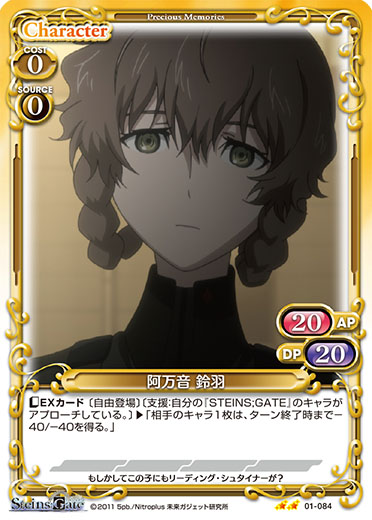 Precious Memories
Character
COST
0
SOURCE
0
20 AP
DP 20
阿万音 鈴羽
EXカード〔自由登場〕〔支援:自分の『STEINS;GATE』のキャラが
アプローチしている。〕▶「相手のキャラ1枚は、ターン終了時まで−
40/−40を得る。」
もしかしてこの子にもリーディング・シュタイナーが?
Steins;Gate
©2011 5pb./Nitroplus 未来ガジェット研究所
01-084